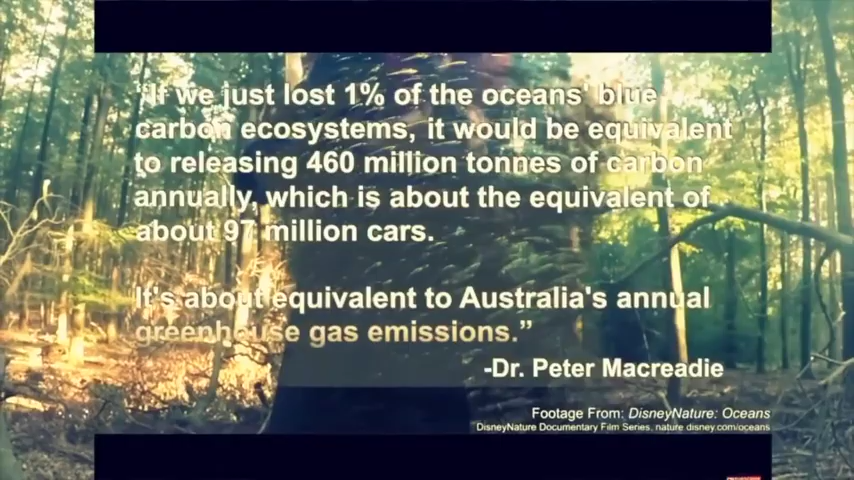 "If we just lost 1% of the oceans' blue
carbon ecosystems, it would be equivalent
to releasing 460 million tonnes of carbon
annually, which is about the equivalent of
about 97 million cars.
It's about equivalent to Australia's annual
greenhouse gas emissions.”
-Dr. Peter Macreadie
Footage From: DisneyNature: Oceans
DisneyNature Documentary Film Series. nature.disney.com/oceans